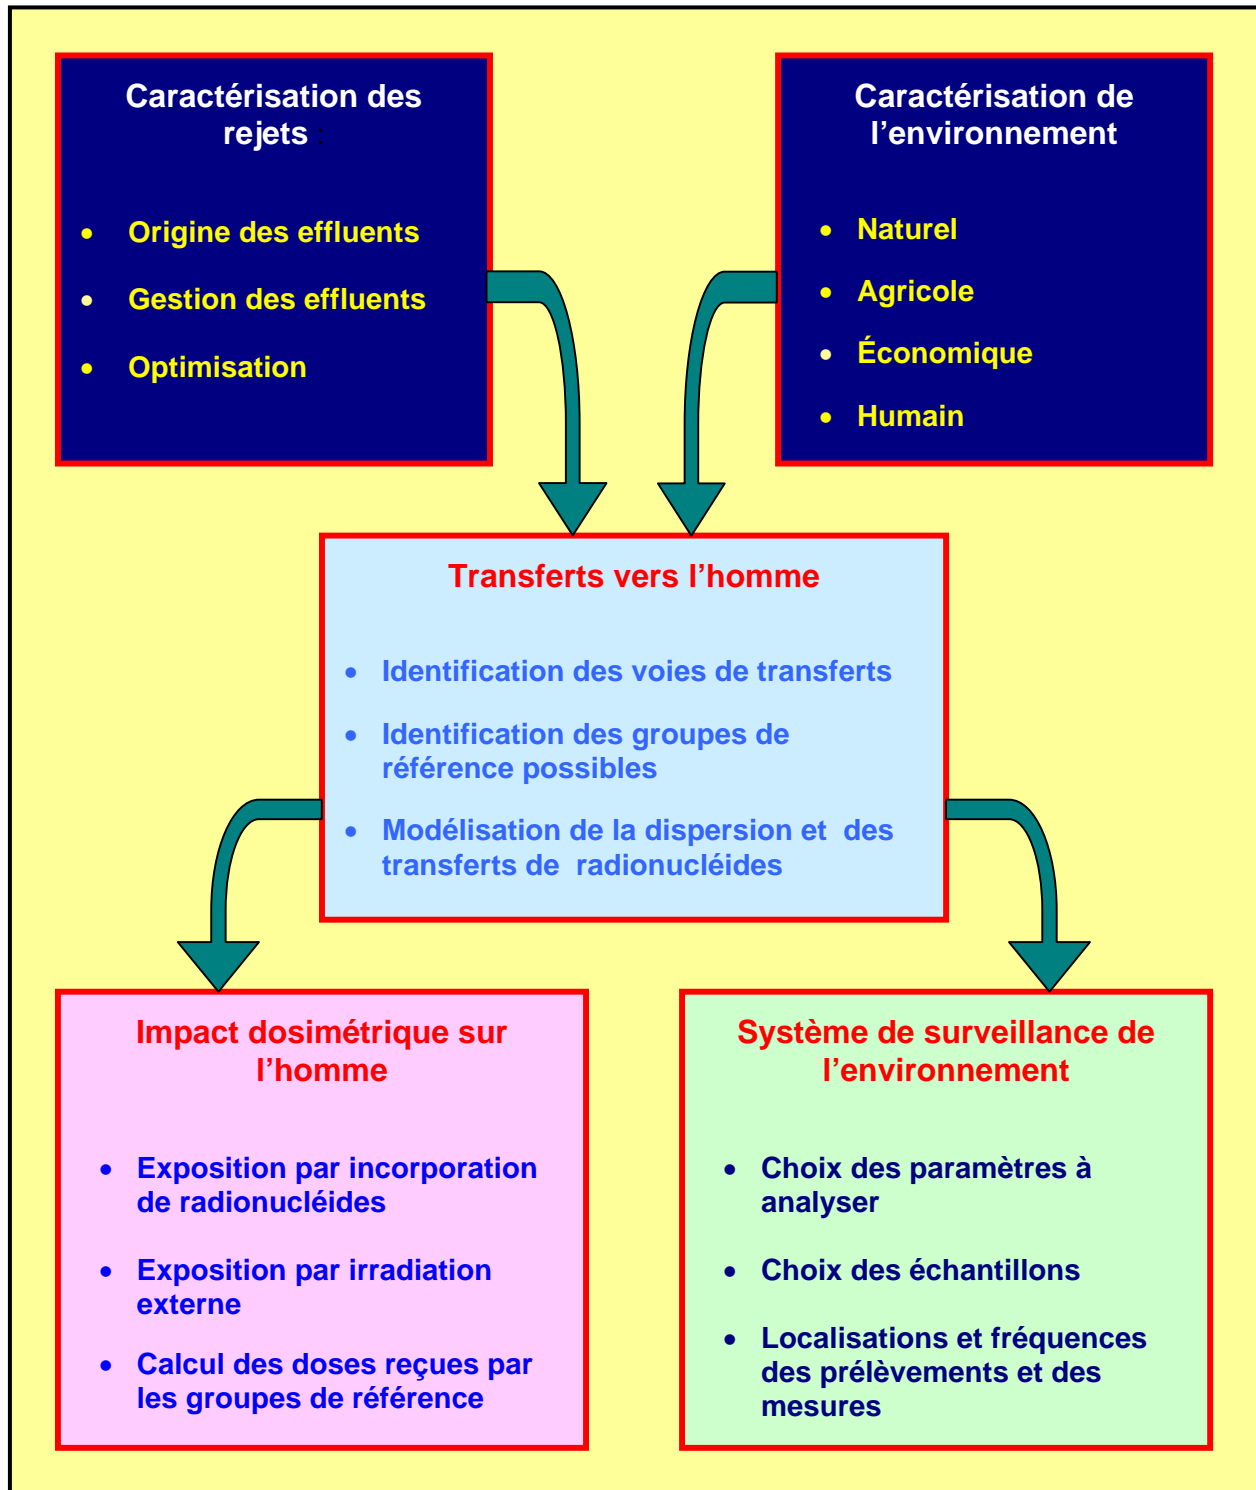 Caractérisation des
rejets :
• Origine des effluents
• Gestion des effluents
• Optimisation
Caractérisation de
l’environnement
• Naturel
• Agricole
• Économique
• Humain
Transferts vers l’homme
• Identification des voies de transferts
• Identification des groupes de
référence possibles
• Modélisation de la dispersion et des
transferts de radionucléides
Impact dosimétrique sur
l’homme
• Exposition par incorporation
de radionucléides
• Exposition par irradiation
externe
• Calcul des doses reçues par
les groupes de référence
Système de surveillance de
l’environnement
• Choix des paramètres à
analyser
• Choix des échantillons
• Localisations et fréquences
des prélèvements et des
mesures